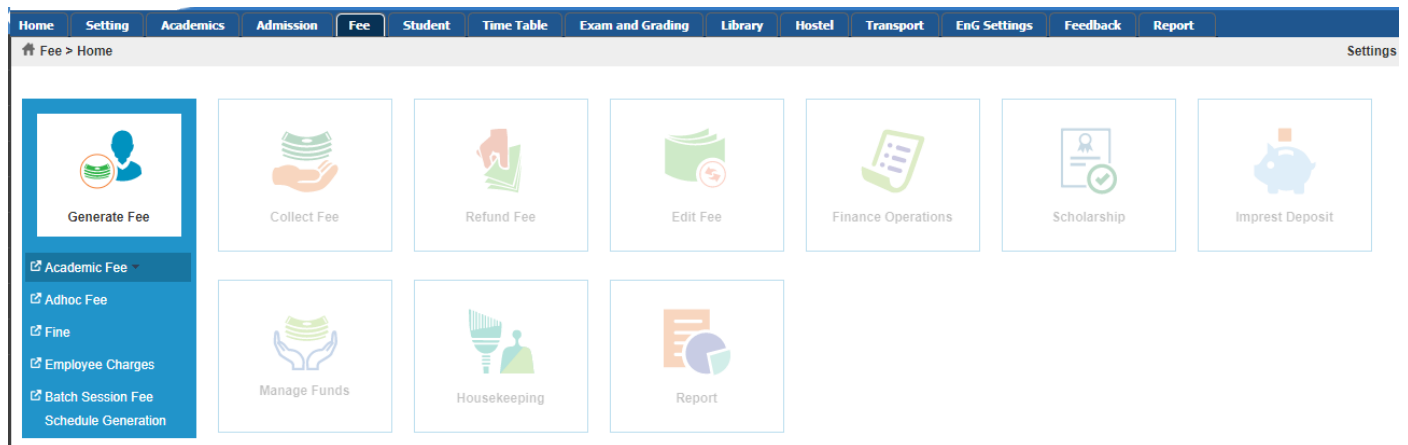 Home Setting Academics Admission Fee Student Time Table Exam and Grading Library Hostel Transport EnG Settings Feedback Report
Fee > Home Settings
Generate Fee Collect Fee Refund Fee Edit Fee Finance Operations Scholarship Imprest Deposit
Academic Fee
Adhoc Fee
Fine
Employee Charges
Batch Session Fee
Schedule Generation
Manage Funds Housekeeping Report